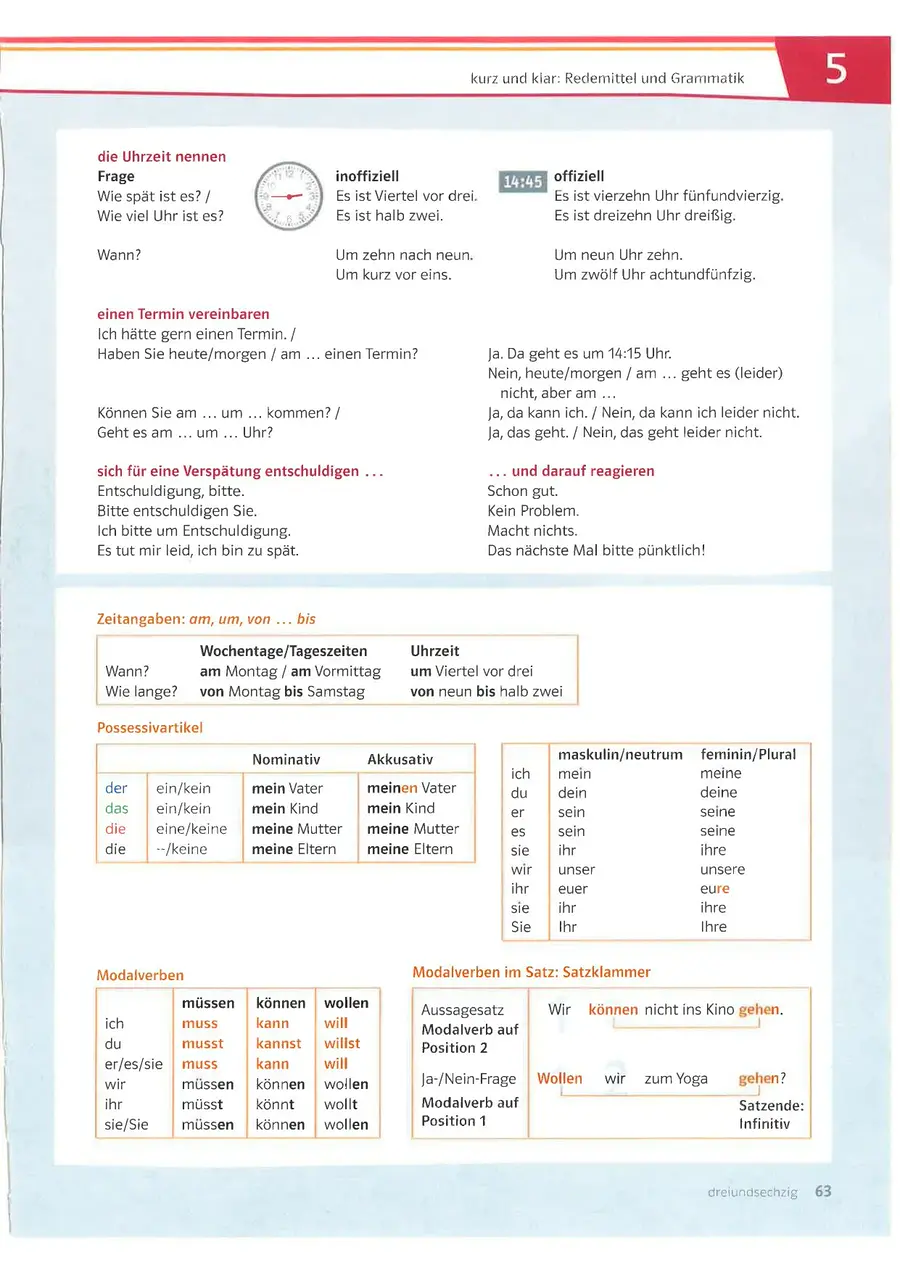 kurz und klar: Redemittel und Grammatik 5
die Uhrzeit nennen
Frage inoffiziell 14:45 offiziell
Wie spät ist es? / Es ist Viertel vor drei. Es ist vierzehn Uhr fünfundvierzig.
Wie viel Uhr ist es? Es ist halb zwei. Es ist dreizehn Uhr dreißig.
Wann? Um zehn nach neun. Um neun Uhr zehn.
Um kurz vor eins. Um zwölf Uhr achtundfünfzig.
einen Termin vereinbaren
Ich hätte gern einen Termin. /
Haben Sie heute/morgen / am ... einen Termin? Ja. Da geht es um 14:15 Uhr.
Nein, heute/morgen / am ... geht es (leider)
nicht, aber am ...
Können Sie am ... um ... kommen? / Ja, da kann ich. / Nein, da kann ich leider nicht.
Geht es am ... um ... Uhr? Ja, das geht. / Nein, das geht leider nicht.
sich für eine Verspätung entschuldigen ... ... und darauf reagieren
Entschuldigung, bitte. Schon gut.
Bitte entschuldigen Sie. Kein Problem.
Ich bitte um Entschuldigung. Macht nichts.
Es tut mir leid, ich bin zu spät. Das nächste Mal bitte pünktlich!
Zeitangaben: am, um, von ... bis
Wochentage/Tageszeiten Uhrzeit
Wann? am Montag / am Vormittag um Viertel vor drei
Wie lange? von Montag bis Samstag von neun bis halb zwei
Possessivartikel
Nominativ Akkusativ
der ein/kein mein Vater meinen Vater
das ein/kein mein Kind mein Kind
die eine/keine meine Mutter meine Mutter
die --/keine meine Eltern meine Eltern
maskulin/neutrum feminin/Plural
ich mein meine
du dein deine
er sein seine
es sein seine
sie ihr ihre
wir unser unsere
ihr euer eure
sie ihr ihre
Sie Ihr Ihre
Modalverben
müssen können wollen
ich muss kann will
du musst kannst willst
er/es/sie muss kann will
wir müssen können wollen
ihr müsst könnt wollt
sie/Sie müssen können wollen
Modalverben im Satz: Satzklammer
Aussagesatz Wir können nicht ins Kino gehen.
Modalverb auf
Position 2
Ja-/Nein-Frage Wollen wir zum Yoga gehen?
Modalverb auf Satzende:
Position 1 Infinitiv
dreiundsechzig 63